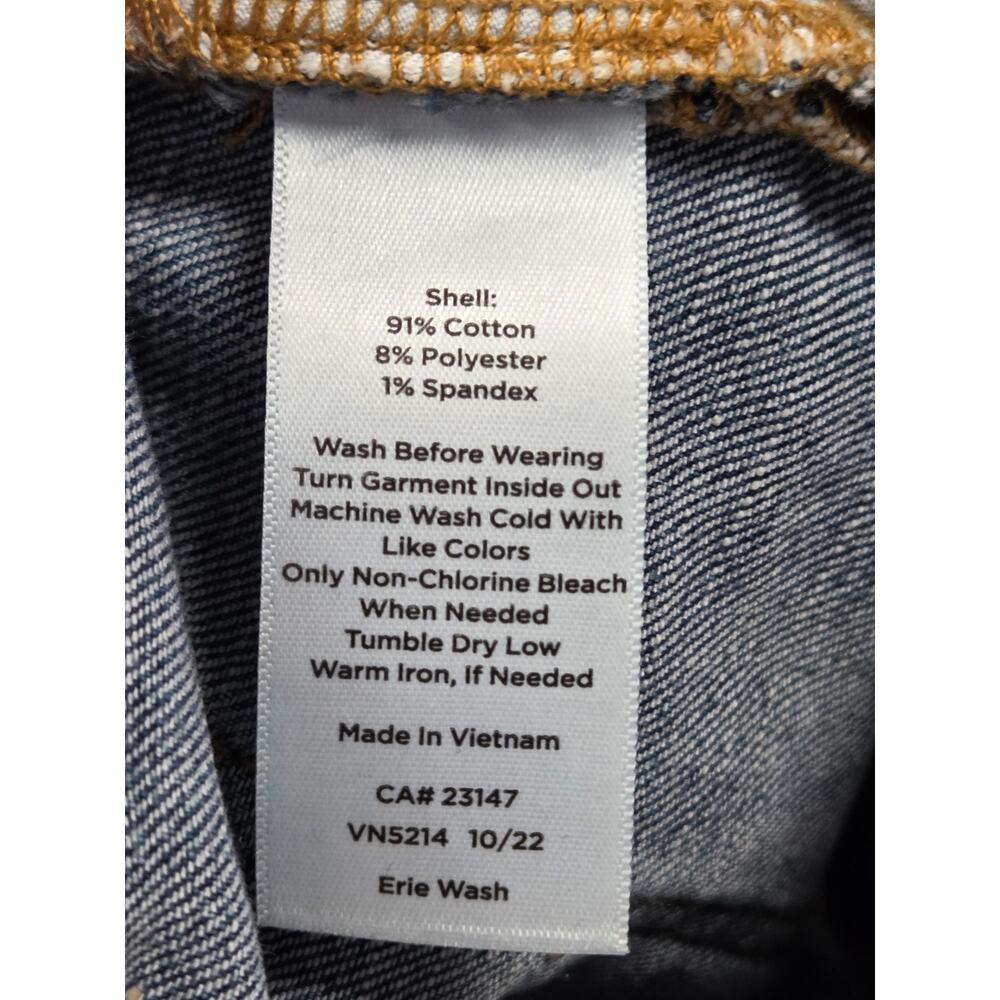 Shell:
91% Cotton
8% Polyester
1% Spandex
Wash Before Wearing
Turn Garment Inside Out
Machine Wash Cold With
Like Colors
Only Non-Chlorine Bleach
When Needed
Tumble Dry Low
Warm Iron, If Needed
Made In Vietnam
CA# 23147
VN5214 10/22
Erie Wash